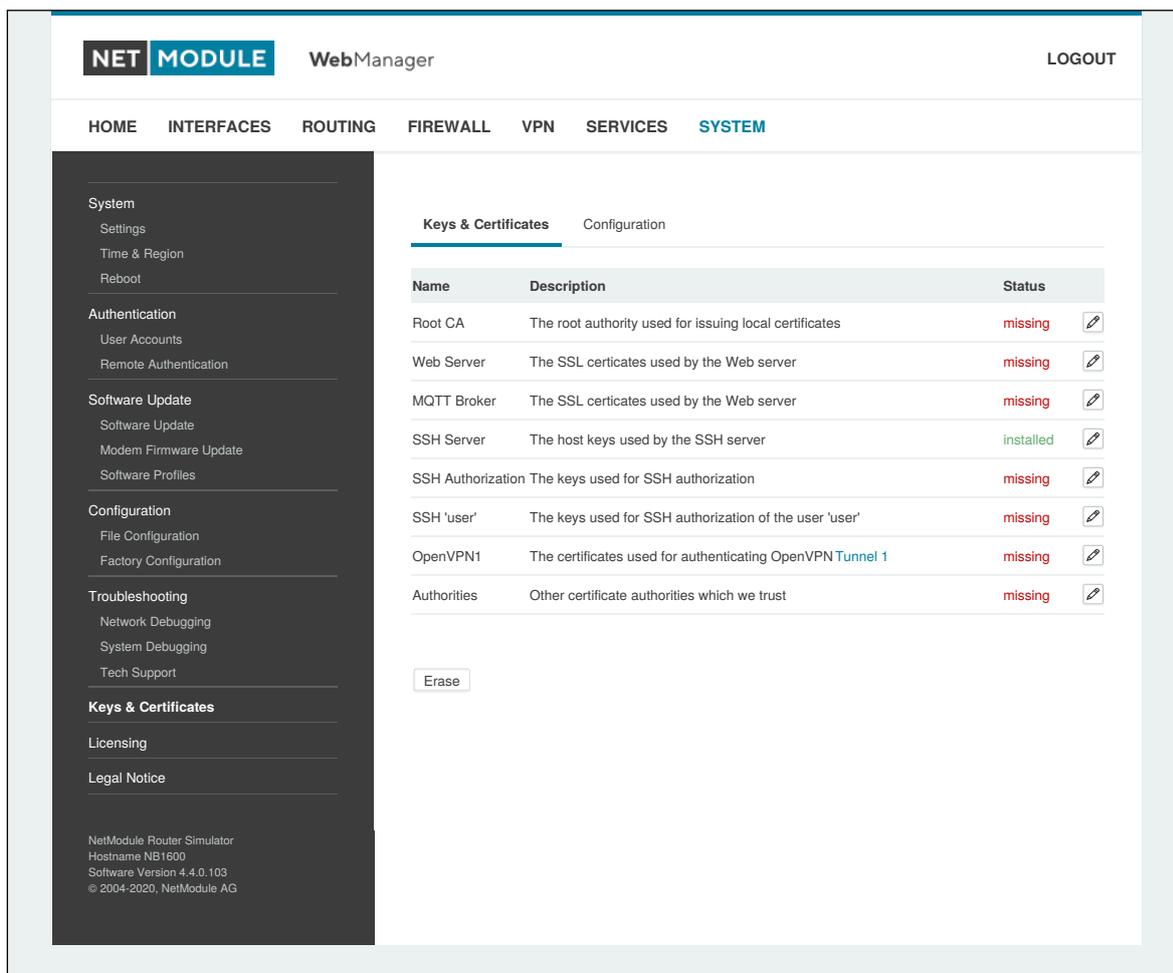 NET MODULE WebManager LOGOUT
HOME INTERFACES ROUTING FIREWALL VPN SERVICES SYSTEM
System
Settings
Time & Region
Reboot
Authentication
User Accounts
Remote Authentication
Software Update
Software Update
Modem Firmware Update
Software Profiles
Configuration
File Configuration
Factory Configuration
Troubleshooting
Network Debugging
System Debugging
Tech Support
Keys & Certificates
Licensing
Legal Notice
NetModule Router Simulator
Hostname NB1600
Software Version 4.4.0.103
© 2004-2020, NetModule AG
Keys & Certificates Configuration
Name Description Status
Root CA The root authority used for issuing local certificates missing
Web Server The SSL certicates used by the Web server missing
MQTT Broker The SSL certicates used by the Web server missing
SSH Server The host keys used by the SSH server installed
SSH Authorization The keys used for SSH authorization missing
SSH 'user' The keys used for SSH authorization of the user 'user' missing
OpenVPN1 The certificates used for authenticating OpenVPN Tunnel 1 missing
Authorities Other certificate authorities which we trust missing
Erase